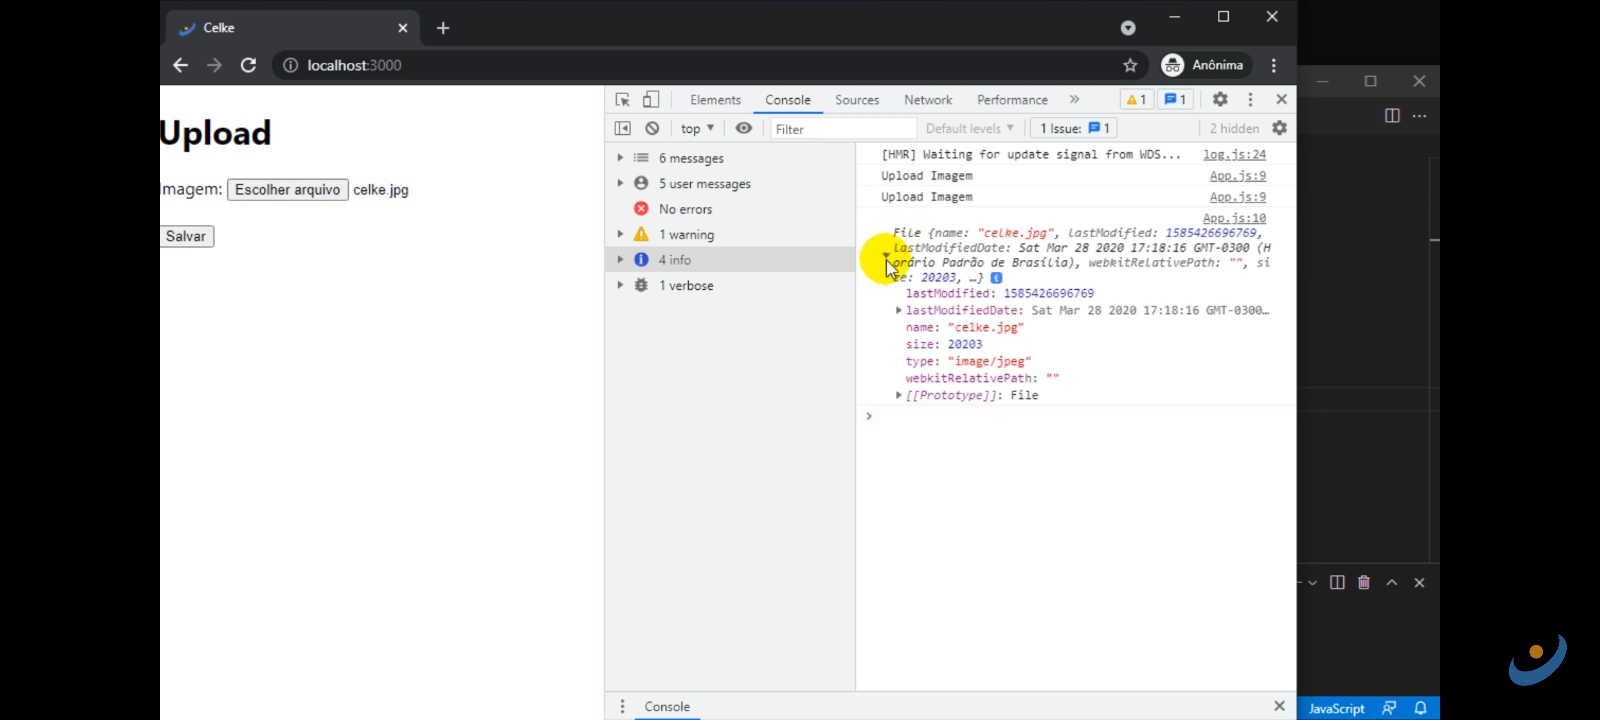 Celke
localhost:3000
Anônima
Upload
Imagem: Escolher arquivo celke.jpg
Salvar
Elements Console Sources Network Performance » 1 1
top Filter Default levels 1 Issue: 1 2 hidden
6 messages
5 user messages
No errors
1 warning
4 info
1 verbose
[HMR] Waiting for update signal from WDS... log.js:24
Upload Imagem App.js:9
Upload Imagem App.js:9
App.js:10
File {name: "celke.jpg", lastModified: 1585426696769,
lastModifiedDate: Sat Mar 28 2020 17:18:16 GMT-0300 (H
orário Padrão de Brasília), webkitRelativePath: "", si
ze: 20203, …}
lastModified: 1585426696769
lastModifiedDate: Sat Mar 28 2020 17:18:16 GMT-0300…
name: "celke.jpg"
size: 20203
type: "image/jpeg"
webkitRelativePath: ""
[[Prototype]]: File
Console
JavaScript